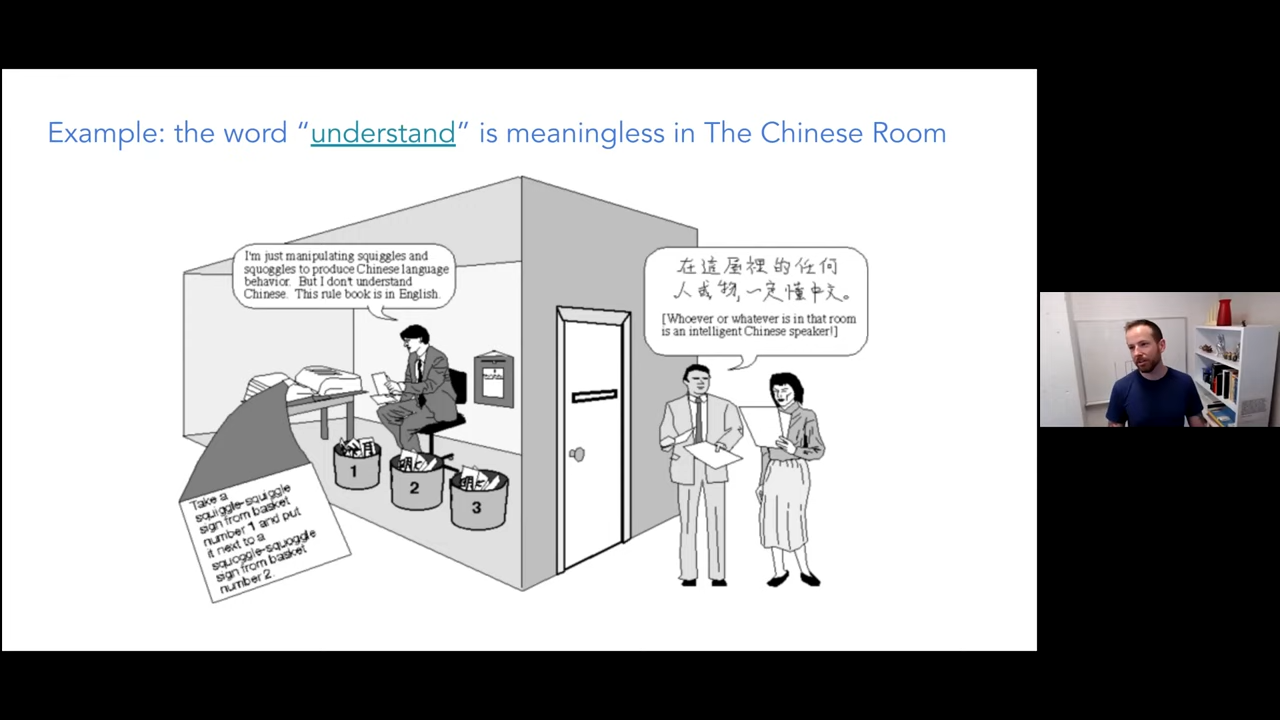 Example: the word “understand” is meaningless in The Chinese Room
I'm just manipulating squiggles and
squoggles to produce Chinese language
behavior. But I don't understand
Chinese. This rule book is in English.
在這屋裡的任何
人或物,一定懂中文。
[Whoever or whatever is in that room
is an intelligent Chinese speaker!]
1
2
3
Take a
squiggle-squiggle
sign from basket
number 1 and put
it next to a
squoggle-squoggle
sign from basket
number 2.